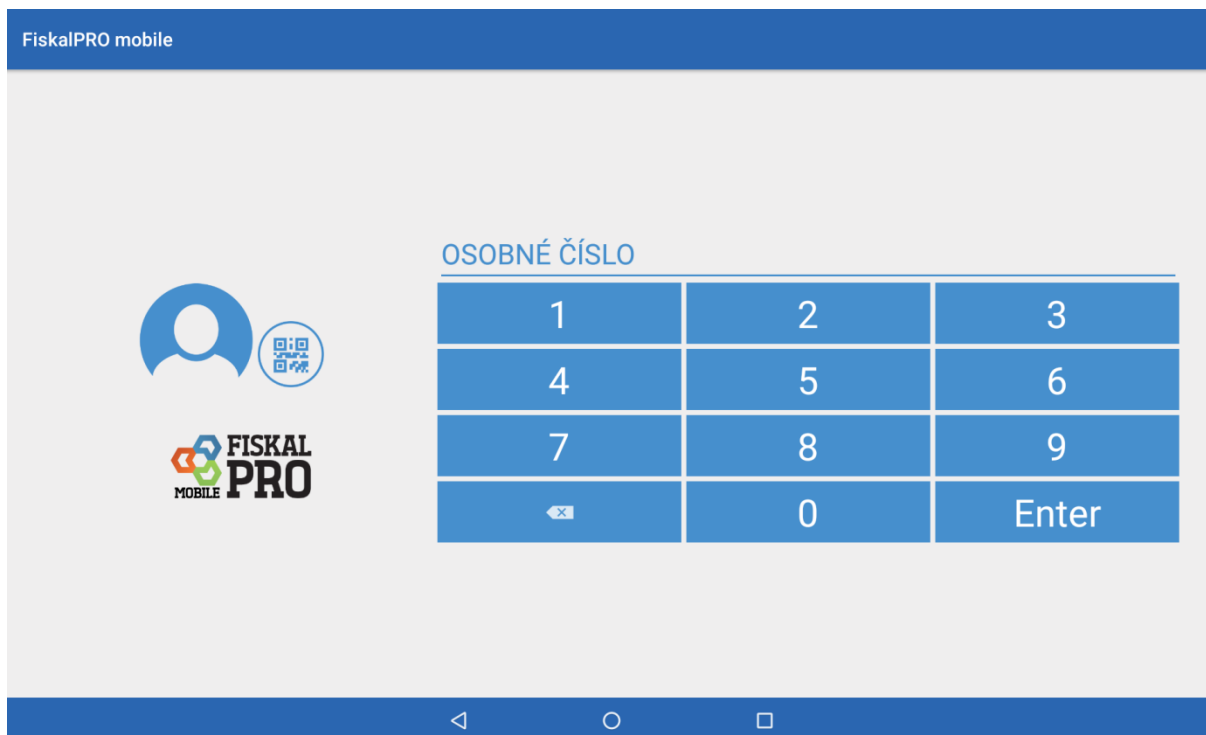 FiskalPRO mobile
OSOBNÉ ČÍSLO
1 2 3
4 5 6
7 8 9
0 Enter
FISKAL
PRO
MOBILE